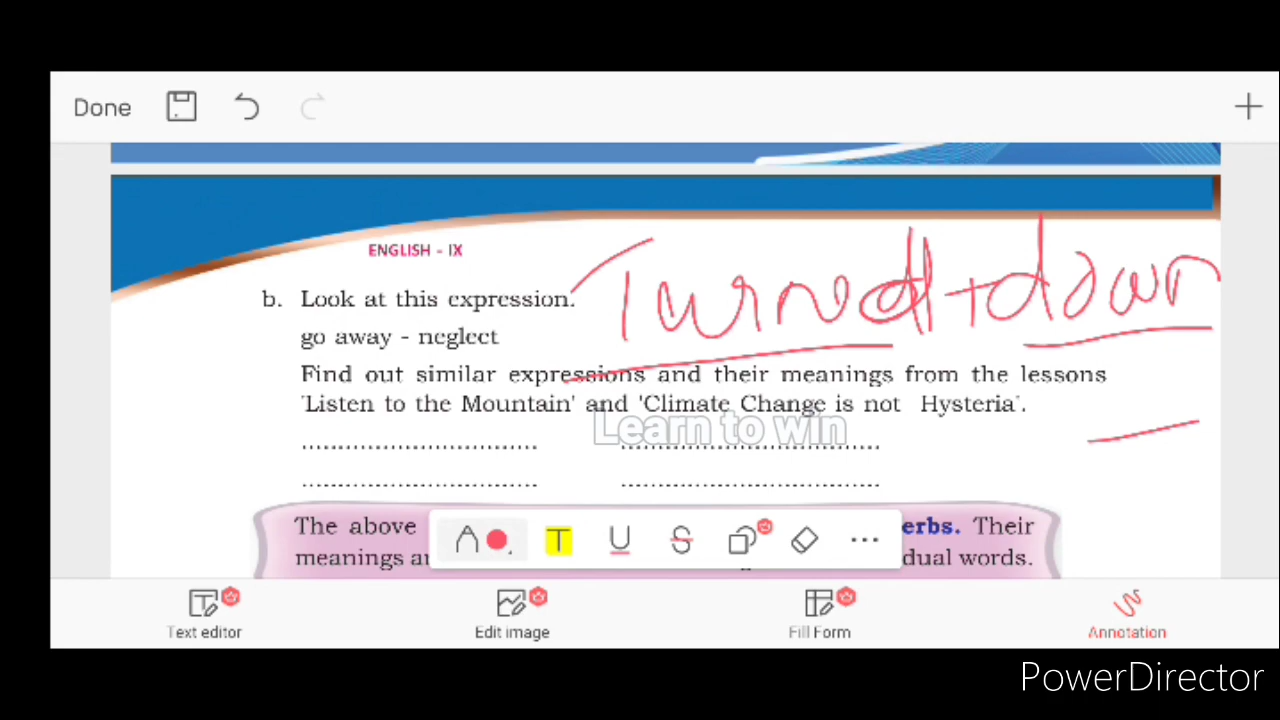 Done
ENGLISH - IX
Turned + down
b. Look at this expression.
go away - neglect
Find out similar expressions and their meanings from the lessons
'Listen to the Mountain' and 'Climate Change is not Hysteria'.
Learn to win
.............................. ..................................
.............................. ..................................
The above erbs. Their
meanings dual words.
T U S
Text editor Edit image Fill Form Annotation
PowerDirector